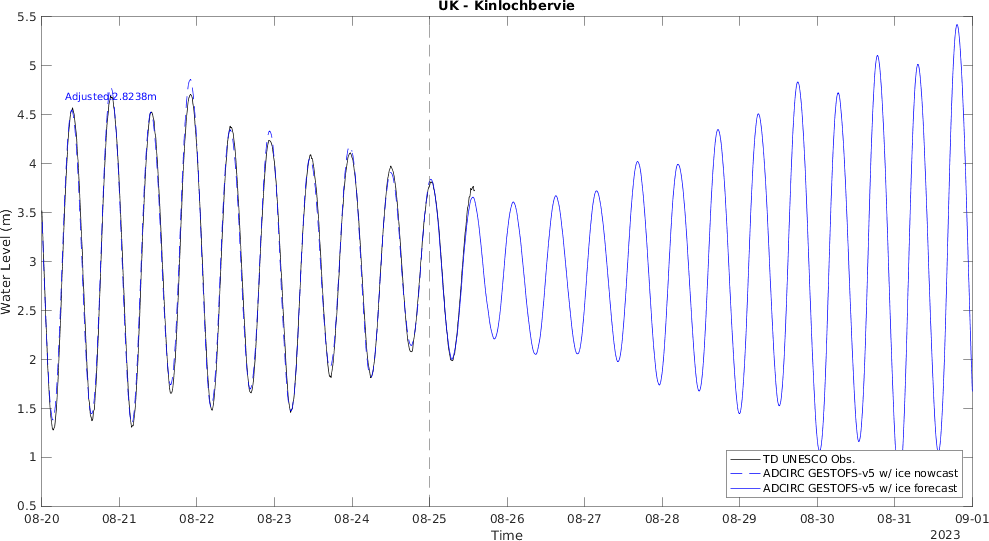 UK - Kinlochbervie
5.5
5
4.5
4
3.5
3
2.5
2
1.5
1
0.5
Water Level (m)
Adjusted 2.8238m
TD UNESCO Obs.
ADCIRC GESTOFS-v5 w/ ice nowcast
ADCIRC GESTOFS-v5 w/ ice forecast
08-20 08-21 08-22 08-23 08-24 08-25 08-26 08-27 08-28 08-29 08-30 08-31 09-01
Time
2023